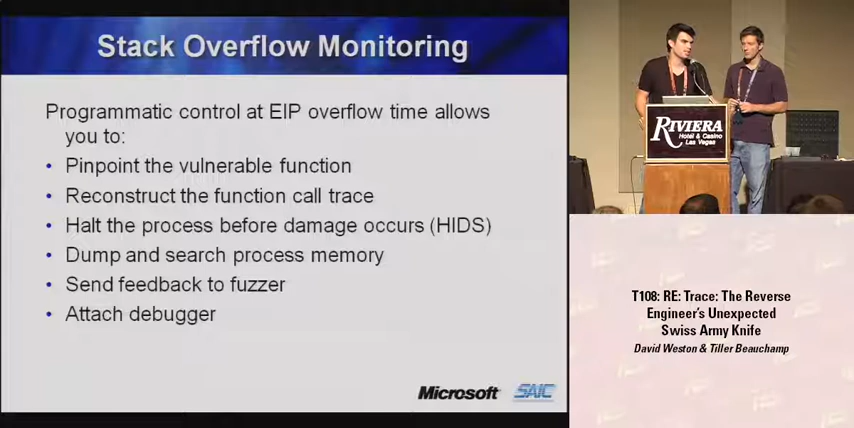 Stack Overflow Monitoring
Programmatic control at EIP overflow time allows
you to:
• Pinpoint the vulnerable function
• Reconstruct the function call trace
• Halt the process before damage occurs (HIDS)
• Dump and search process memory
• Send feedback to fuzzer
• Attach debugger
Microsoft SAIC
RIVIERA
Hotel & Casino
Las Vegas
T108: RE: Trace: The Reverse
Engineer's Unexpected
Swiss Army Knife
David Weston & Tiller Beauchamp